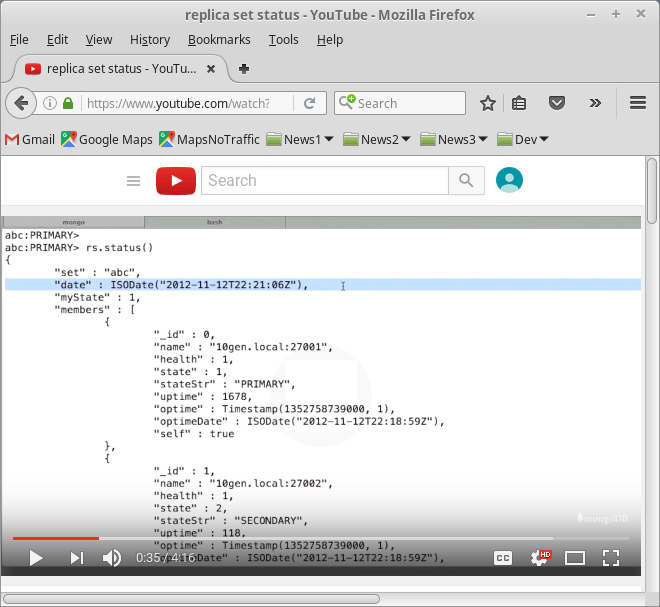 replica set status - YouTube - Mozilla Firefox
File Edit View History Bookmarks Tools Help
replica set status - YouTu...
https://www.youtube.com/watch?
Search
Gmail Google Maps MapsNoTraffic News1 News2 News3 Dev
Search
mongo bash
abc:PRIMARY>
abc:PRIMARY> rs.status()
{
"set" : "abc",
"date" : ISODate("2012-11-12T22:21:06Z"),
"myState" : 1,
"members" : [
{
"_id" : 0,
"name" : "10gen.local:27001",
"health" : 1,
"state" : 1,
"stateStr" : "PRIMARY",
"uptime" : 1678,
"optime" : Timestamp(1352758739000, 1),
"optimeDate" : ISODate("2012-11-12T22:18:59Z"),
"self" : true
},
{
"_id" : 1,
"name" : "10gen.local:27002",
"health" : 1,
"state" : 2,
"stateStr" : "SECONDARY",
"uptime" : 118,
"optime" : Timestamp(1352758739000, 1),
"optimeDate" : ISODate("2012-11-12T22:18:59Z"),
mongoDB
0:35 / 4:16
CC
HD